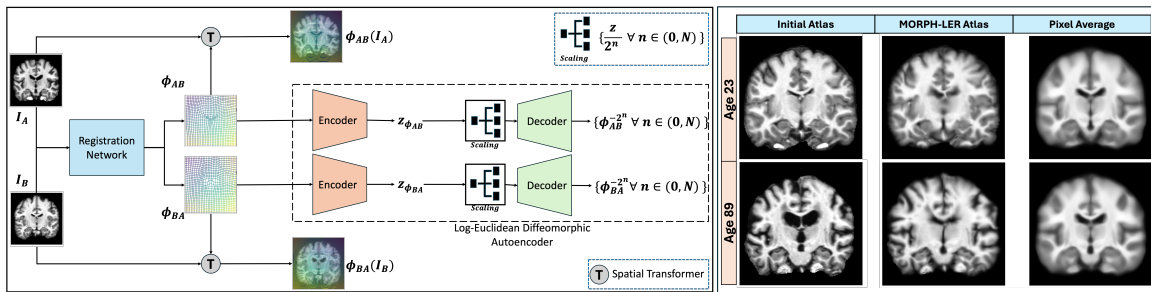 I_A
I_B
Registration
Network
ϕ_AB
ϕ_BA
T
T
ϕ_AB(I_A)
ϕ_BA(I_B)
Scaling
{z/2^n ∀ n ∈ (0, N) }
Encoder
z_ϕ_AB
Scaling
Decoder
{ϕ_AB^-2^n ∀ n ∈ (0, N)}
Encoder
z_ϕ_BA
Scaling
Decoder
{ϕ_BA^-2^n ∀ n ∈ (0, N)}
Log-Euclidean Diffeomorphic
Autoencoder
T Spatial Transformer
Initial Atlas
MORPH-LER Atlas
Pixel Average
Age 23
Age 89